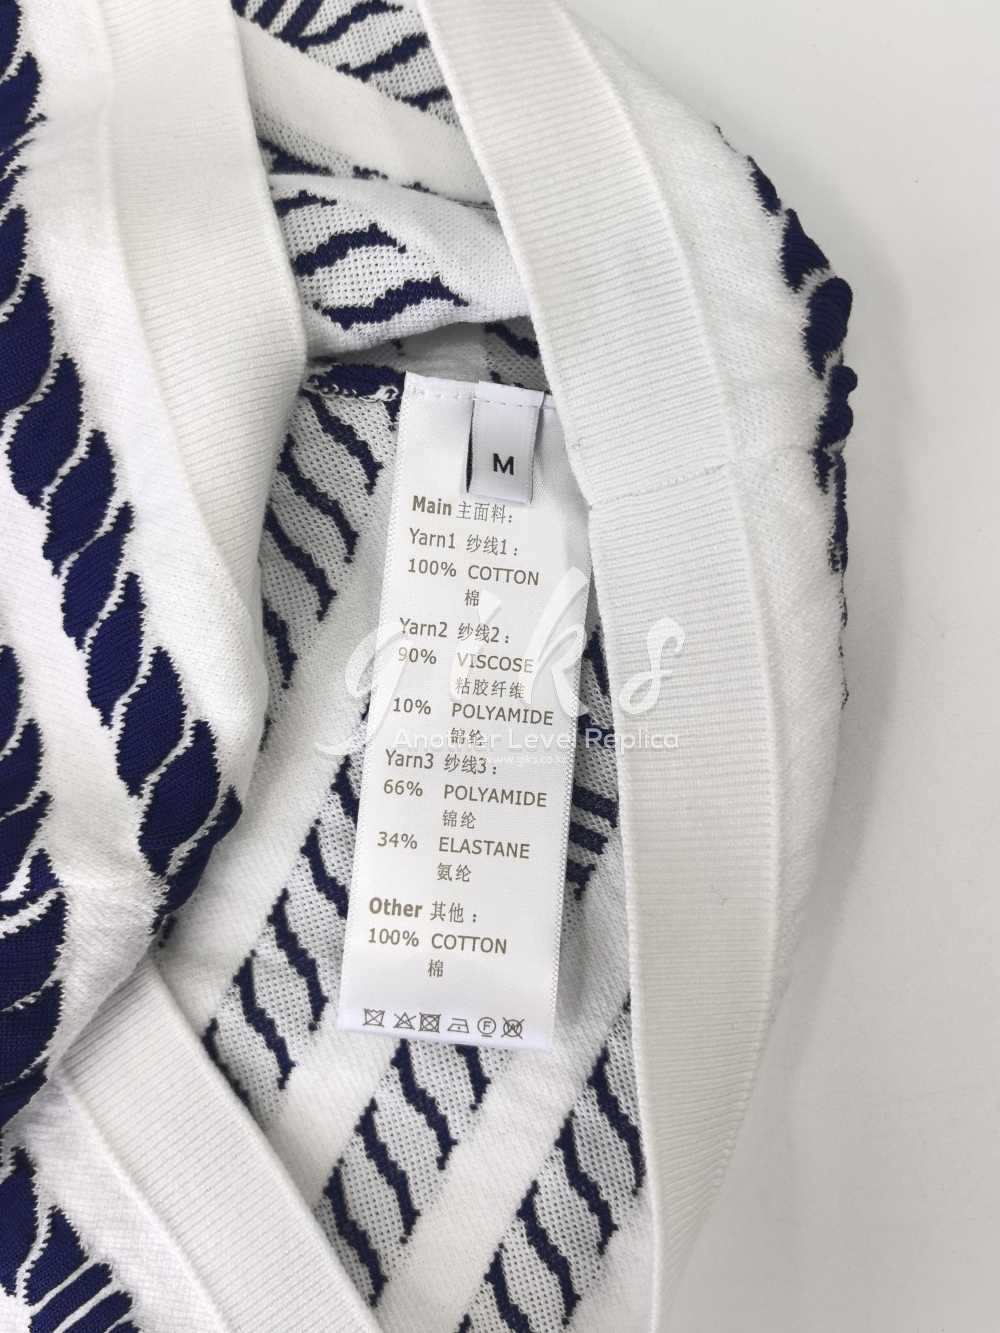 M
Main 主面料:
Yarn1 纱线1:
100% COTTON
棉
Yarn2 纱线2:
90% VISCOSE
粘胶纤维
10% POLYAMIDE
锦纶
Yarn3 纱线3:
66% POLYAMIDE
锦纶
34% ELASTANE
氨纶
Other 其他:
100% COTTON
棉
giks
Another Level Replica
www.giks.co.kr